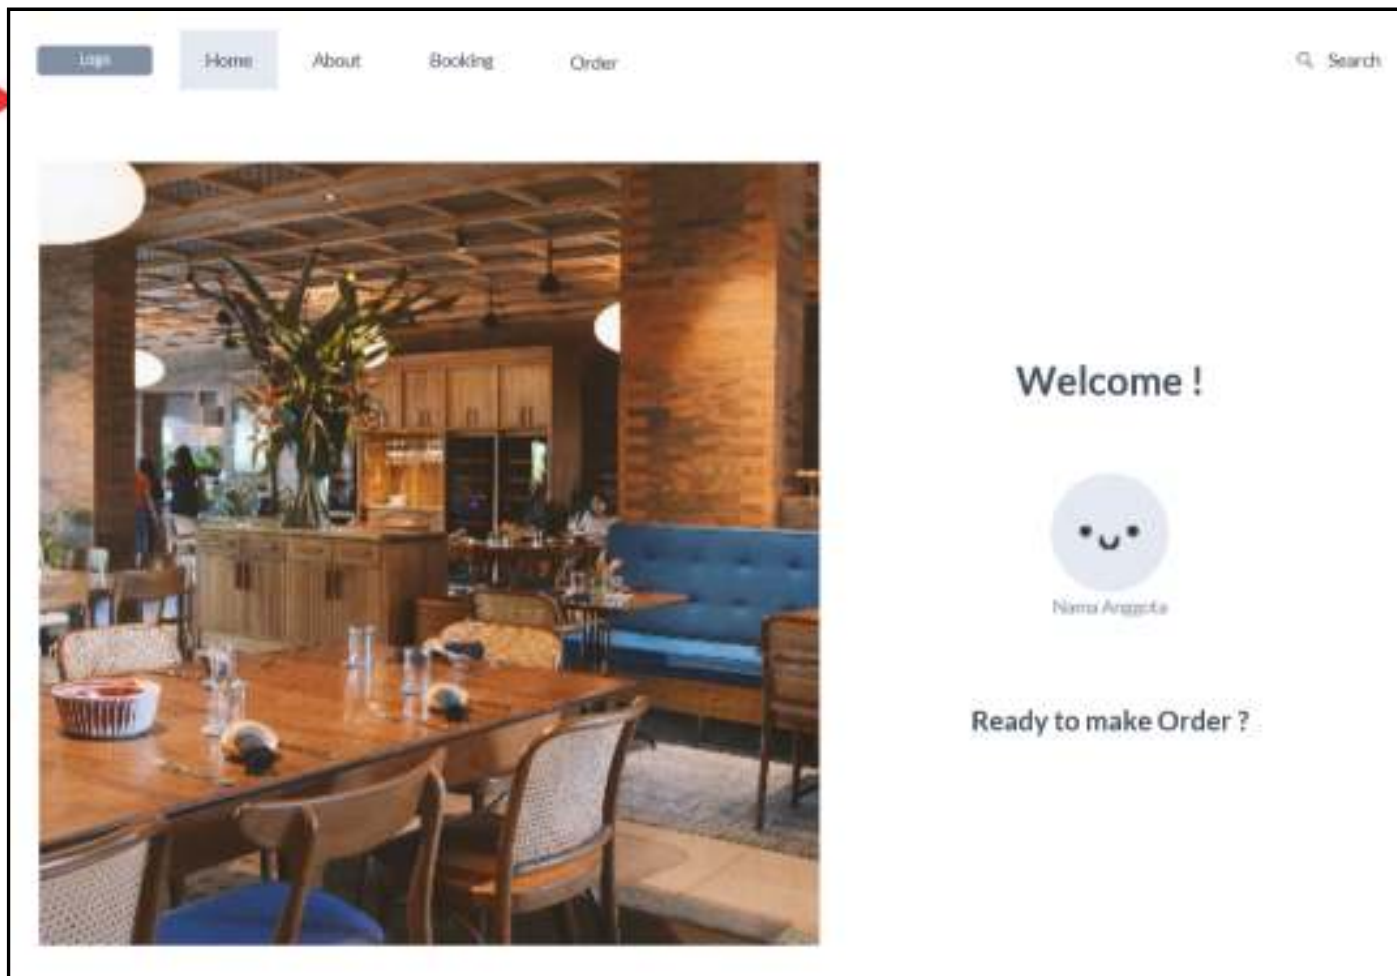 Logo
Home
About
Booking
Order
Search
Welcome !
Nama Anggota
Ready to make Order ?